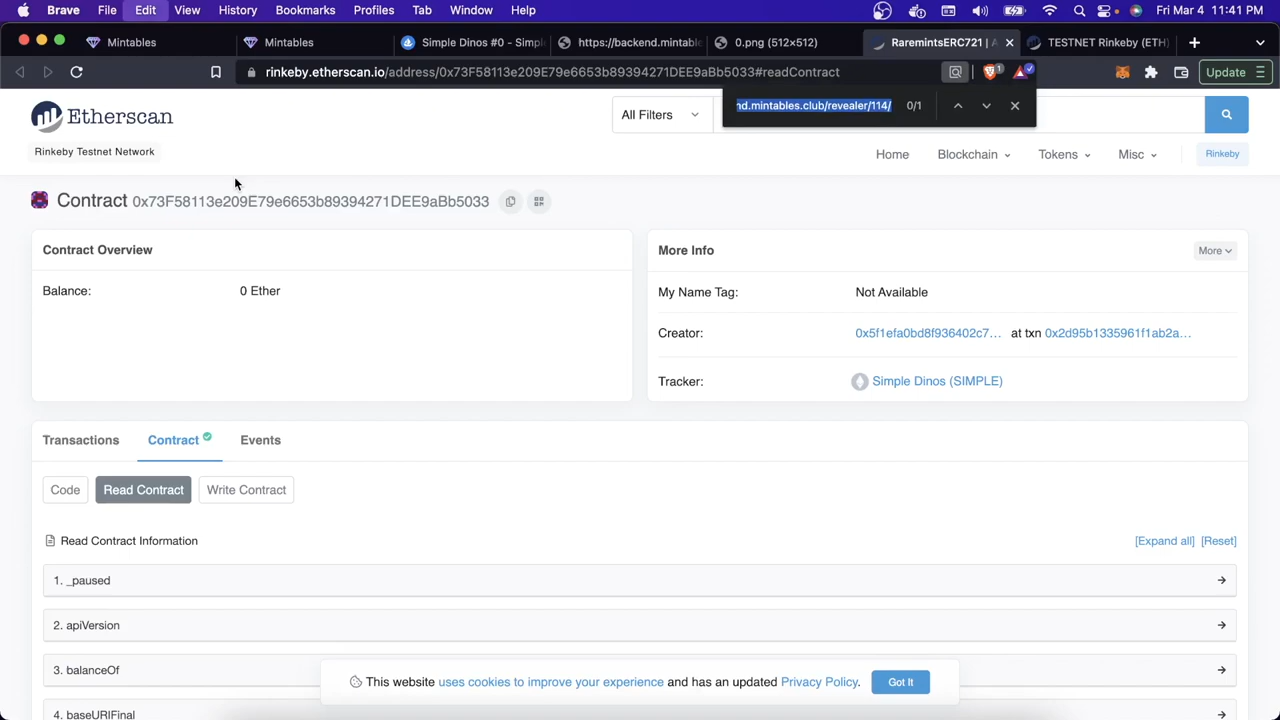 Brave File Edit View History Bookmarks Profiles Tab Window Help Fri Mar 4 11:41 PM
Mintables Mintables Simple Dinos #0 - Simpl https://backend.mintable 0.png (512×512) RaremintsERC721 | A TESTNET Rinkeby (ETH)
rinkeby.etherscan.io/address/0x73F58113e209E79e6653b89394271DEE9aBb5033#readContract 1 Update
nd.mintables.club/revealer/114/ 0/1
Etherscan All Filters
Rinkeby Testnet Network Home Blockchain Tokens Misc Rinkeby
Contract 0x73F58113e209E79e6653b89394271DEE9aBb5033
Contract Overview
Balance: 0 Ether
More Info More
My Name Tag: Not Available
Creator: 0x5f1efa0bd8f936402c7... at txn 0x2d95b1335961f1ab2a...
Tracker: Simple Dinos (SIMPLE)
Transactions Contract Events
Code Read Contract Write Contract
Read Contract Information [Expand all] [Reset]
1. _paused
2. apiVersion
3. balanceOf
4. baseURIFinal
This website uses cookies to improve your experience and has an updated Privacy Policy. Got It